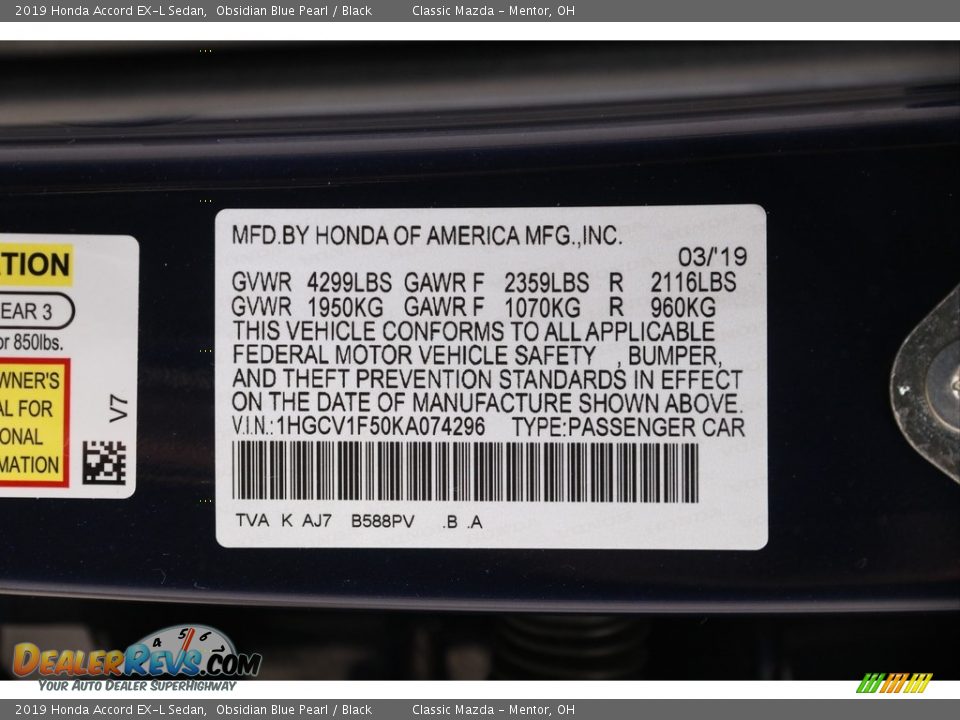 2019 Honda Accord EX-L Sedan, Obsidian Blue Pearl / Black Classic Mazda - Mentor, OH
MFD.BY HONDA OF AMERICA MFG.,INC.
03/'19
GVWR 4299LBS GAWR F 2359LBS R 2116LBS
GVWR 1950KG GAWR F 1070KG R 960KG
THIS VEHICLE CONFORMS TO ALL APPLICABLE
FEDERAL MOTOR VEHICLE SAFETY , BUMPER,
AND THEFT PREVENTION STANDARDS IN EFFECT
ON THE DATE OF MANUFACTURE SHOWN ABOVE.
V.I.N.:1HGCV1F50KA074296 TYPE:PASSENGER CAR
TVA K AJ7 B588PV .B .A
TION
EAR 3
or 850lbs.
WNER'S
AL FOR
ONAL
MATION
V7
4 5 6
DealerRevs.com
Your Auto Dealer SuperHighway
2019 Honda Accord EX-L Sedan, Obsidian Blue Pearl / Black Classic Mazda - Mentor, OH